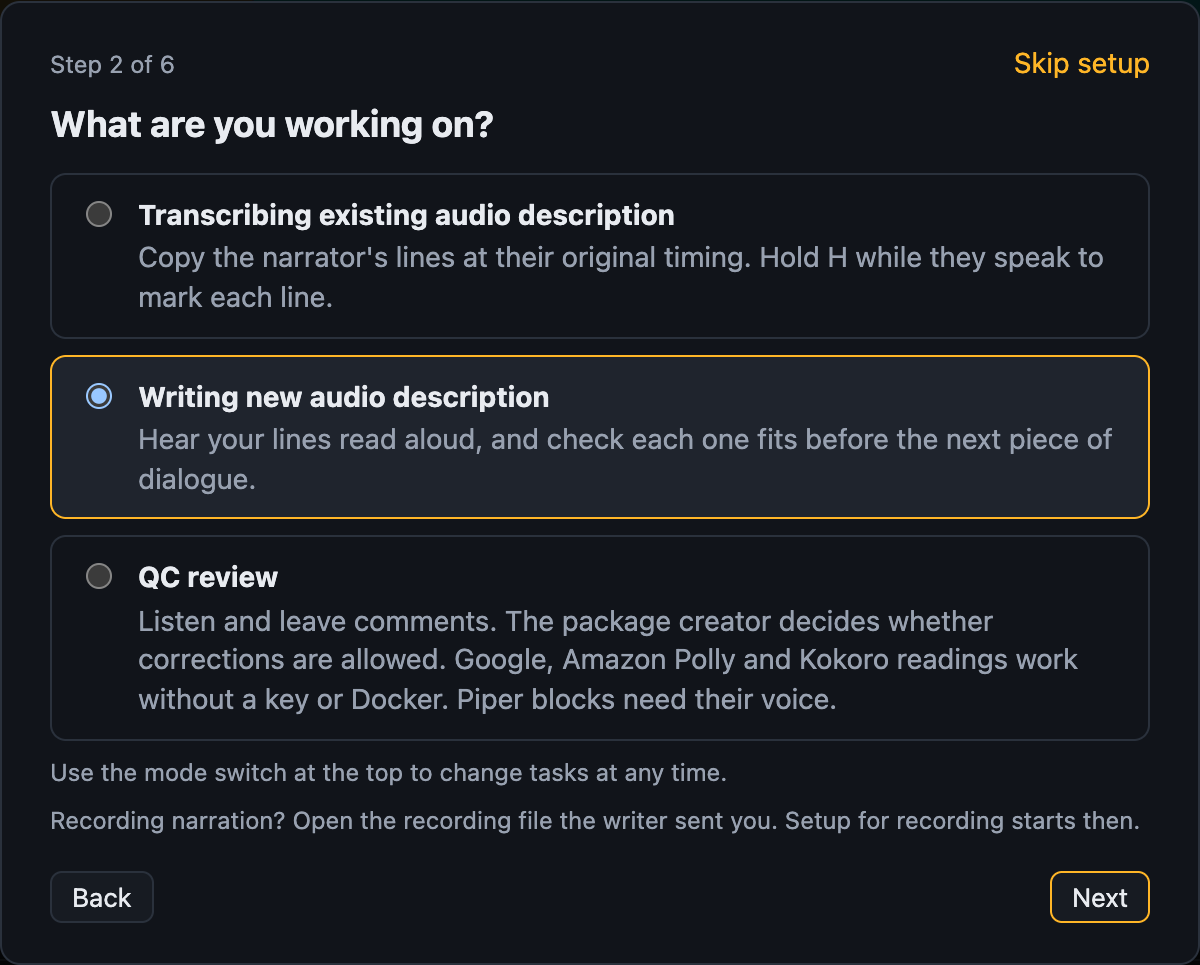 Step 2 of 6
Skip setup
What are you working on?
Transcribing existing audio description
Copy the narrator's lines at their original timing. Hold H while they speak to
mark each line.
Writing new audio description
Hear your lines read aloud, and check each one fits before the next piece of
dialogue.
QC review
Listen and leave comments. The package creator decides whether
corrections are allowed. Google, Amazon Polly and Kokoro readings work
without a key or Docker. Piper blocks need their voice.
Use the mode switch at the top to change tasks at any time.
Recording narration? Open the recording file the writer sent you. Setup for recording starts then.
Back
Next